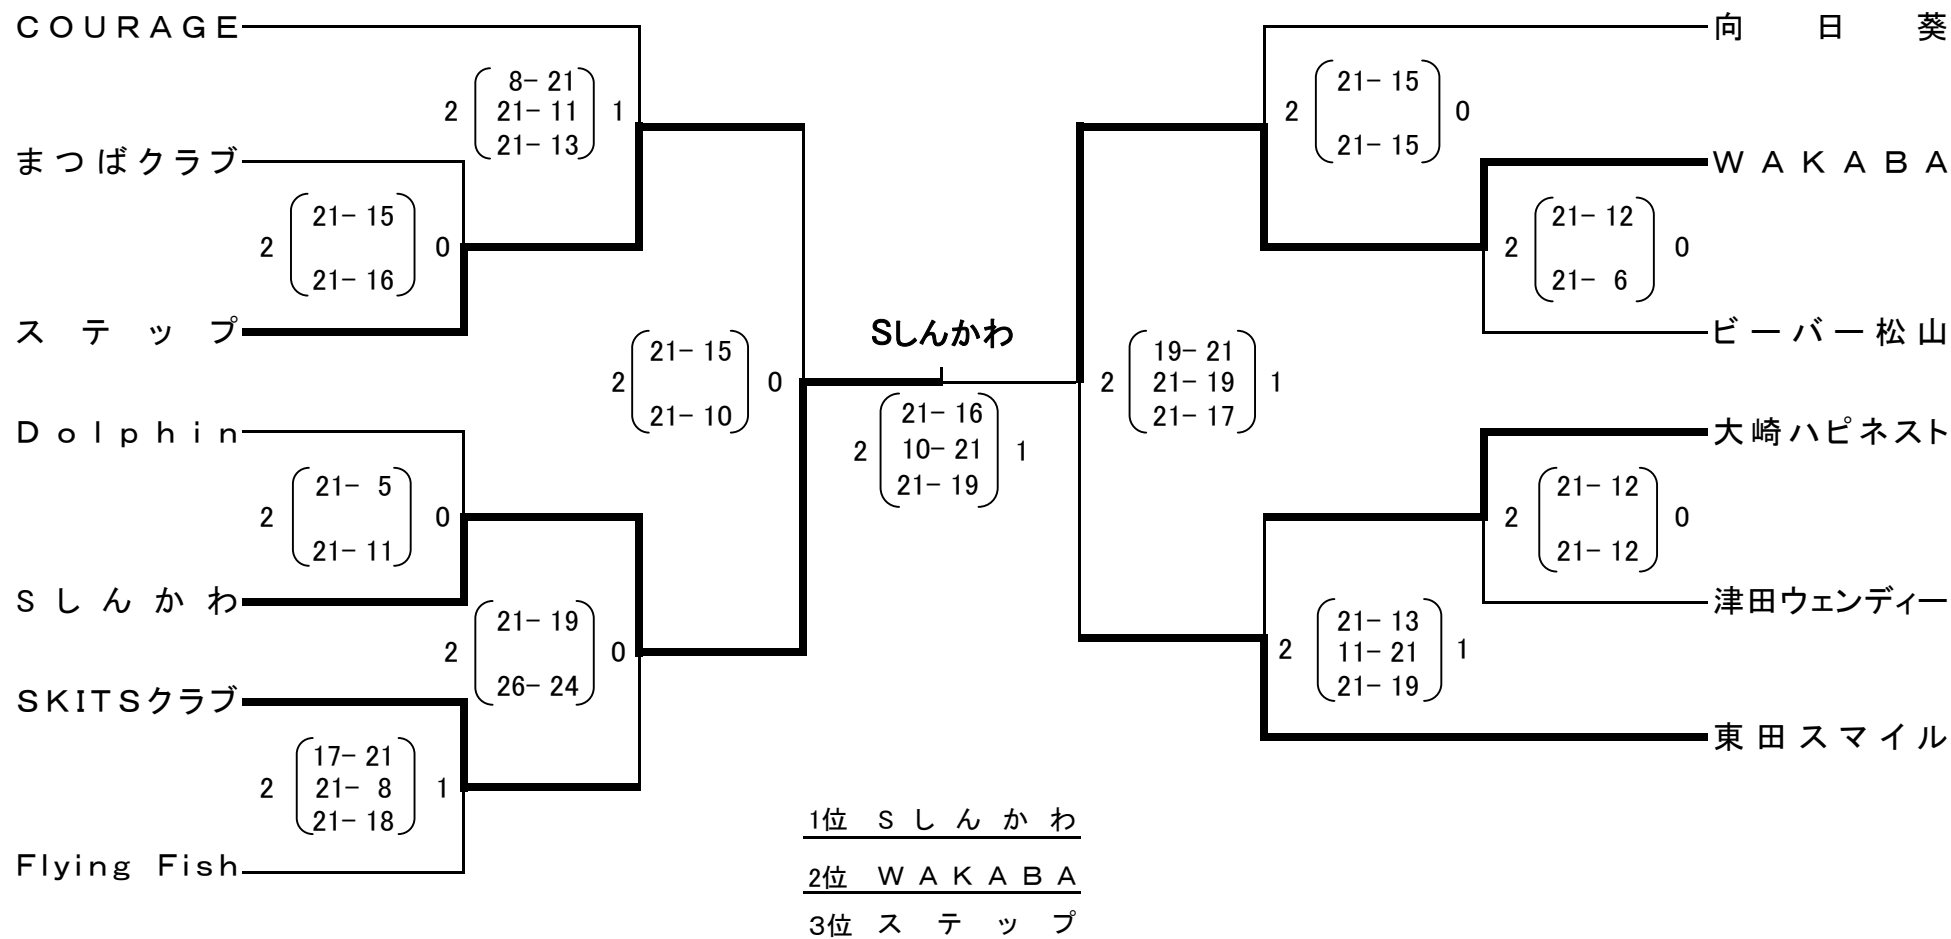 COURAGE
2 8- 21 1
21- 11
21- 13
まつばクラブ
2 21- 15 0
21- 16
ステップ
2 21- 15 0
21- 10
Dolphin
2 21- 5 0
21- 11
Sしんかわ
2 21- 19 0
26- 24
SKITSクラブ
2 17- 21 1
21- 8
21- 18
Flying Fish
Sしんかわ
2 21- 16 1
10- 21
21- 19
向日葵
2 21- 15 0
21- 15
WAKABA
2 21- 12 0
21- 6
ビーバー松山
2 19- 21 1
21- 19
21- 17
大崎ハピネスト
2 21- 12 0
21- 12
津田ウェンディー
2 21- 13 1
11- 21
21- 19
東田スマイル
1位 Sしんかわ
2位 WAKABA
3位 ステップ